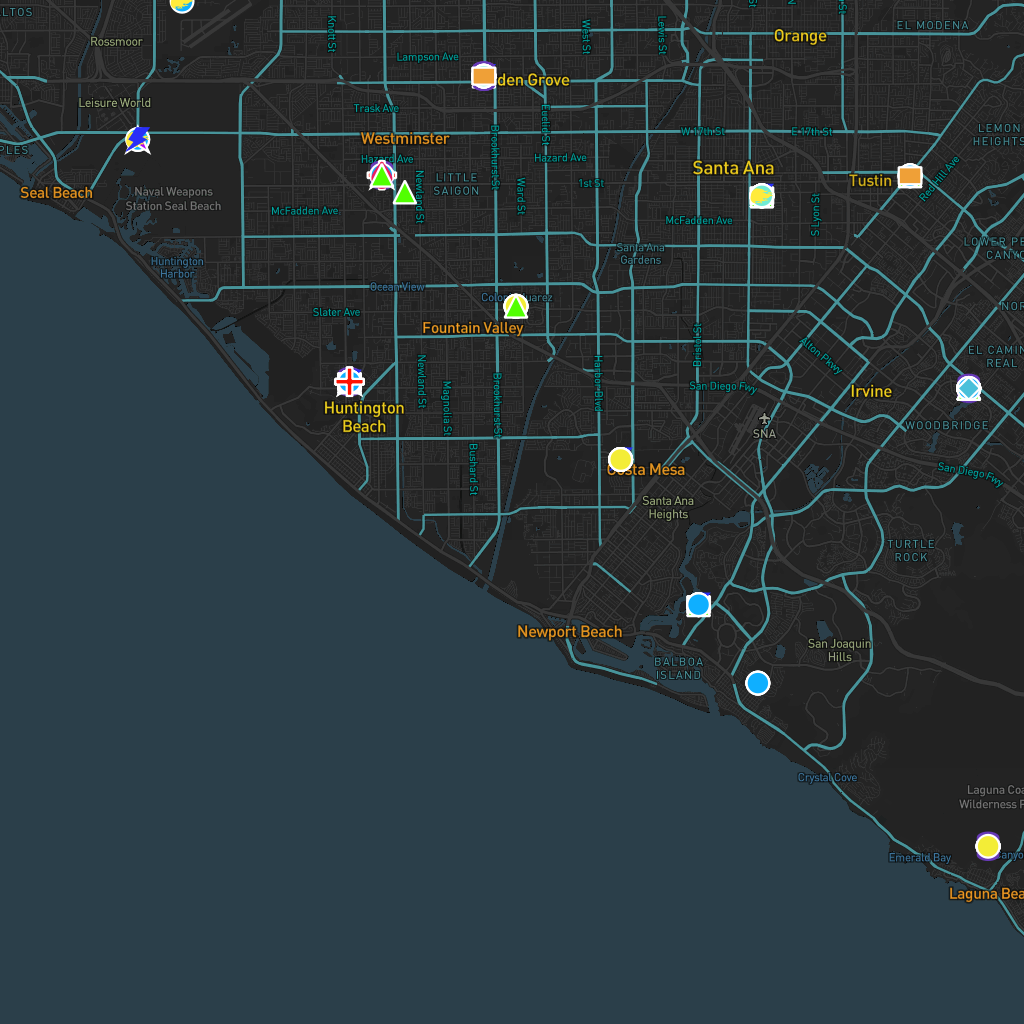 EL MODENA
Orange
Knott St
West St
Lewis St
Rossmoor
Lampson Ave
den Grove
Leisure World
Trask Ave
Euclid St
Brookhurst St
W 17th St
E 17th St
LEMON
HEIGHTS
Westminster
Hazard Ave
Hazard Ave
LITTLE
SAIGON
Santa Ana
Red Hill Ave
Tustin
1st St
Seal Beach
Naval Weapons
Station Seal Beach
Newland St
Ward St
S Lyon St
McFadden Ave
McFadden Ave
Santa Ana
Gardens
LOWER PE
CANYO
Huntington
Harbor
Ocean View
Slater Ave
Fountain Valley
NOR
S Bristol St
Alton Pkwy
EL CAMIN
REAL
Newland St
Magnolia St
Brookhurst St
Harbor Blvd
San Diego Fwy
Irvine
Huntington
Beach
SNA
WOODBRIDGE
Bushard St
Costa Mesa
San Diego Fwy
Santa Ana
Heights
TURTLE
ROCK
Newport Beach
BALBOA
ISLAND
San Joaquin
Hills
Crystal Cove
Laguna Coa
Wilderness P
Emerald Bay
Canyo
Laguna Bea